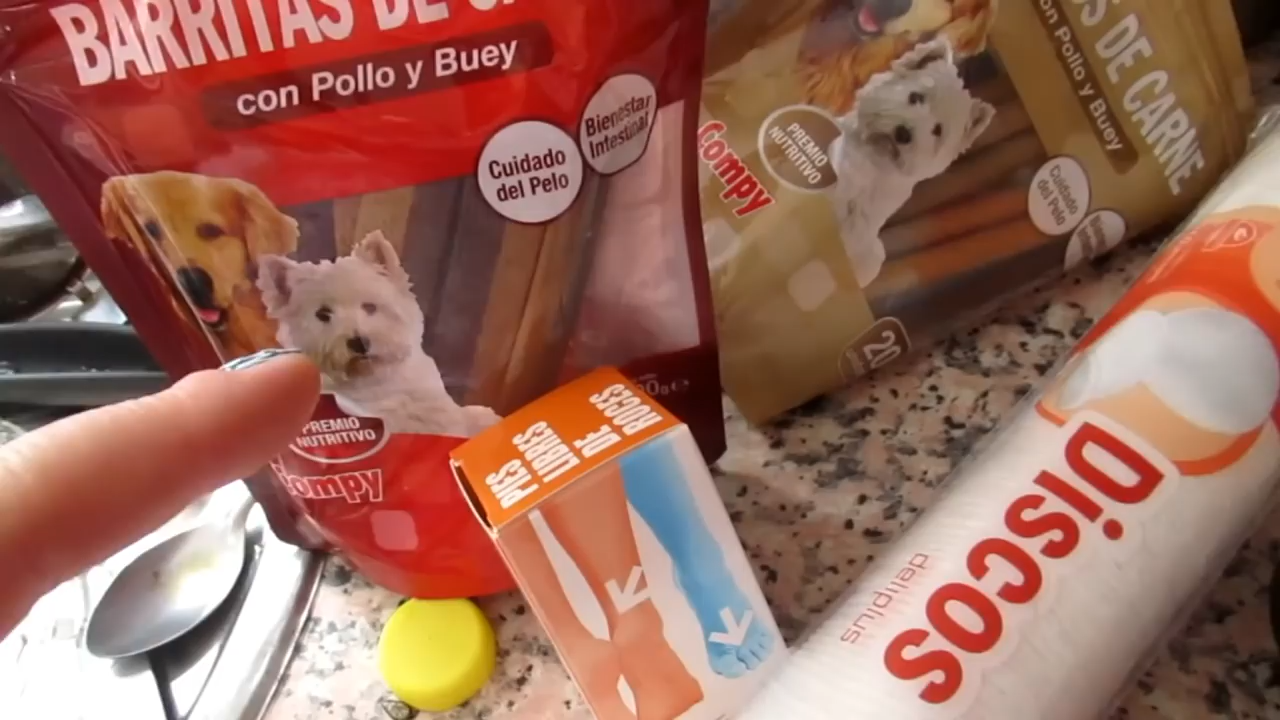 BARRITAS DE
con Pollo y Buey
Cuidado
del Pelo
Bienestar
Intestinal
PREMIO
NUTRITIVO
Compy
DE CARNE
con Pollo y Buey
PREMIO
NUTRITIVO
Compy
Cuidado
del Pelo
20
PIES
LIBRES
DE
ROCES
Discos
deliplus